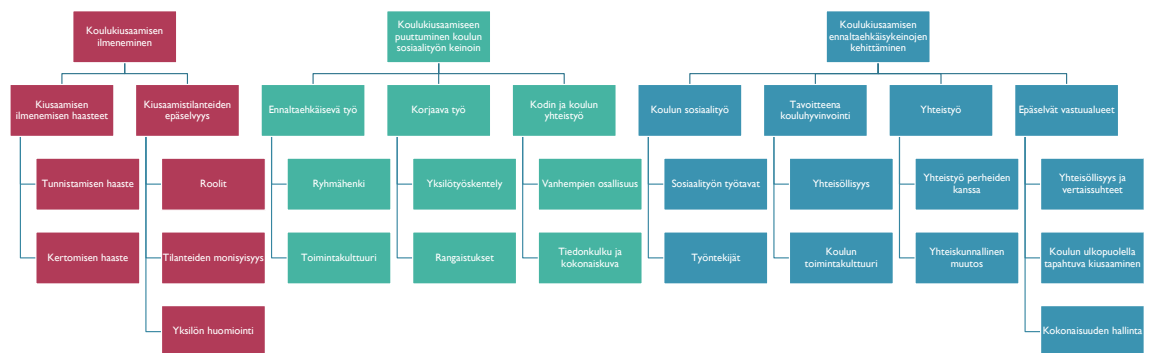 Koulukiusaamisen
ilmeneminen
Koulukiusaamiseen
puuttuminen koulun
sosiaalityön keinoin
Koulukiusaamisen
ennaltaehkäisykeinojen
kehittäminen
Kiusaamisen
ilmenemisen haasteet
Kiusaamistilanteiden
epäselvyys
Ennaltaehkäisevä työ
Korjaava työ
Kodin ja koulun
yhteistyö
Koulun sosiaalityö
Tavoitteena
kouluhyvinvointi
Yhteistyö
Epäselvät vastuualueet
Tunnistamisen haaste
Roolit
Ryhmähenki
Yksilötyöskentely
Vanhempien osallisuus
Sosiaalityön työtavat
Yhteisöllisyys
Yhteistyö perheiden
kanssa
Yhteisöllisyys ja
vertaissuhteet
Kertomisen haaste
Tilanteiden monisyisyys
Toimintakulttuuri
Rangaistukset
Tiedonkulku ja
kokonaiskuva
Työntekijät
Koulun
toimintakulttuuri
Yhteiskunnallinen
muutos
Koulun ulkopuolella
tapahtuva kiusaaminen
Yksilön huomiointi
Kokonaisuuden hallinta